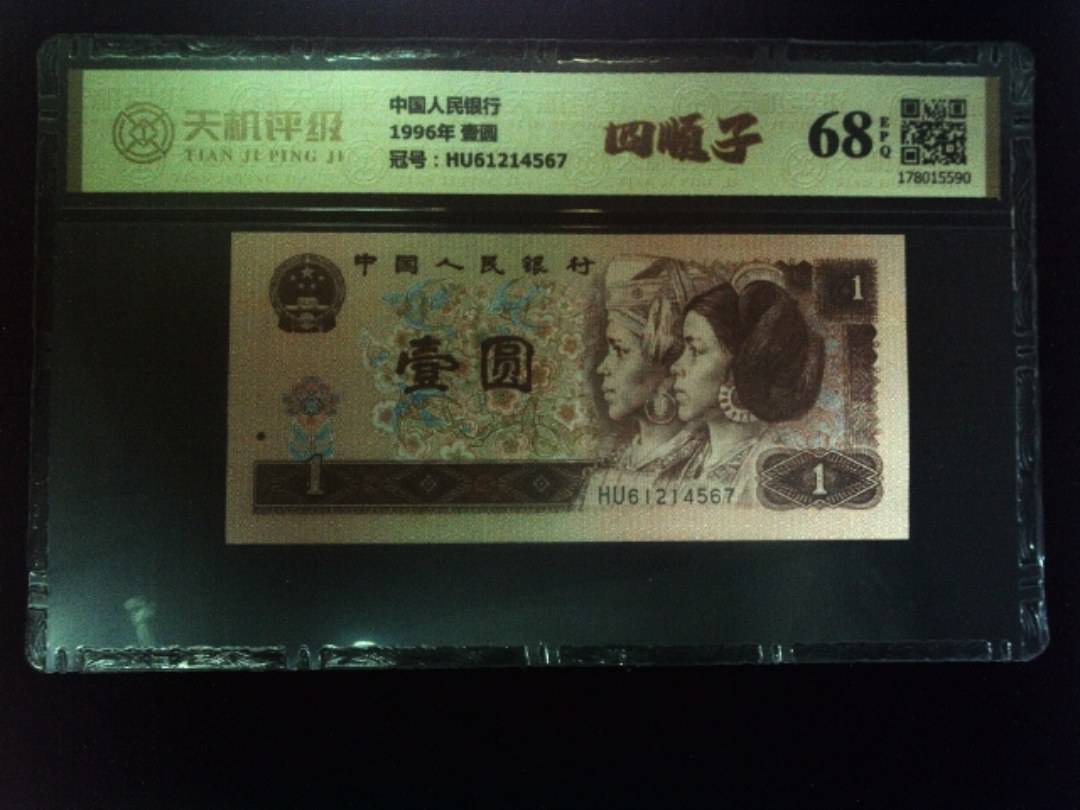 天机评级
TIAN JI PING JI
中国人民银行
1996年 壹圆
冠号：HU61214567
四順子
68
EPQ
178015590
中国人民银行
壹圆
1
1
HU61214567
1